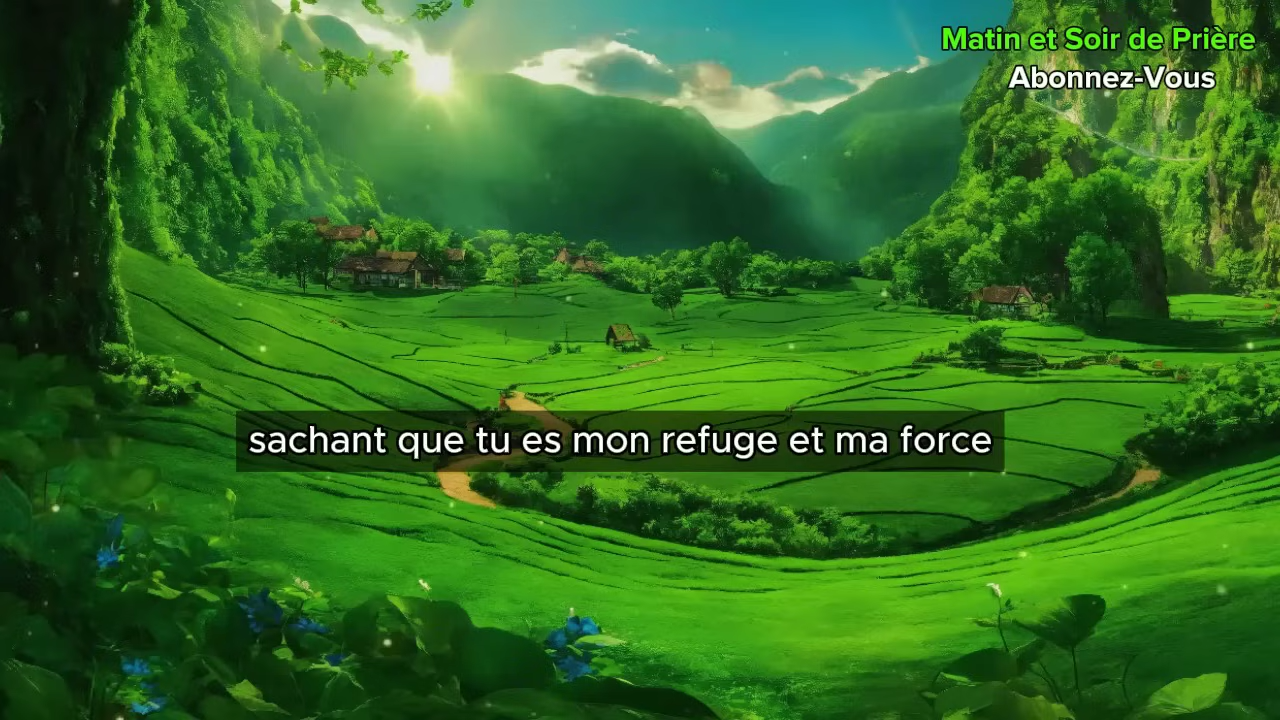 Matin et Soir de Prière
Abonnez-Vous
sachant que tu es mon refuge et ma force